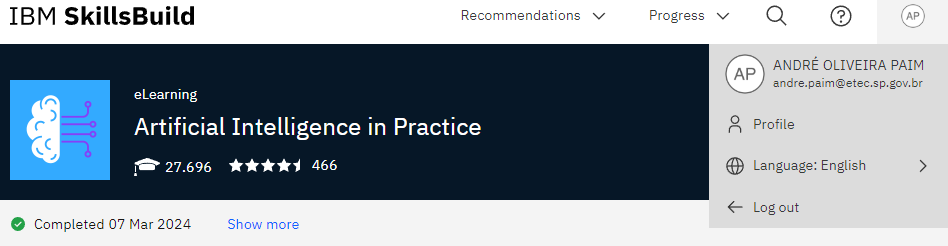 IBM SkillsBuild
Recommendations
Progress
AP
AP
ANDRÉ OLIVEIRA PAIM
andre.paim@etec.sp.gov.br
Profile
Language: English
Log out
eLearning
Artificial Intelligence in Practice
27.696
466
Completed 07 Mar 2024
Show more